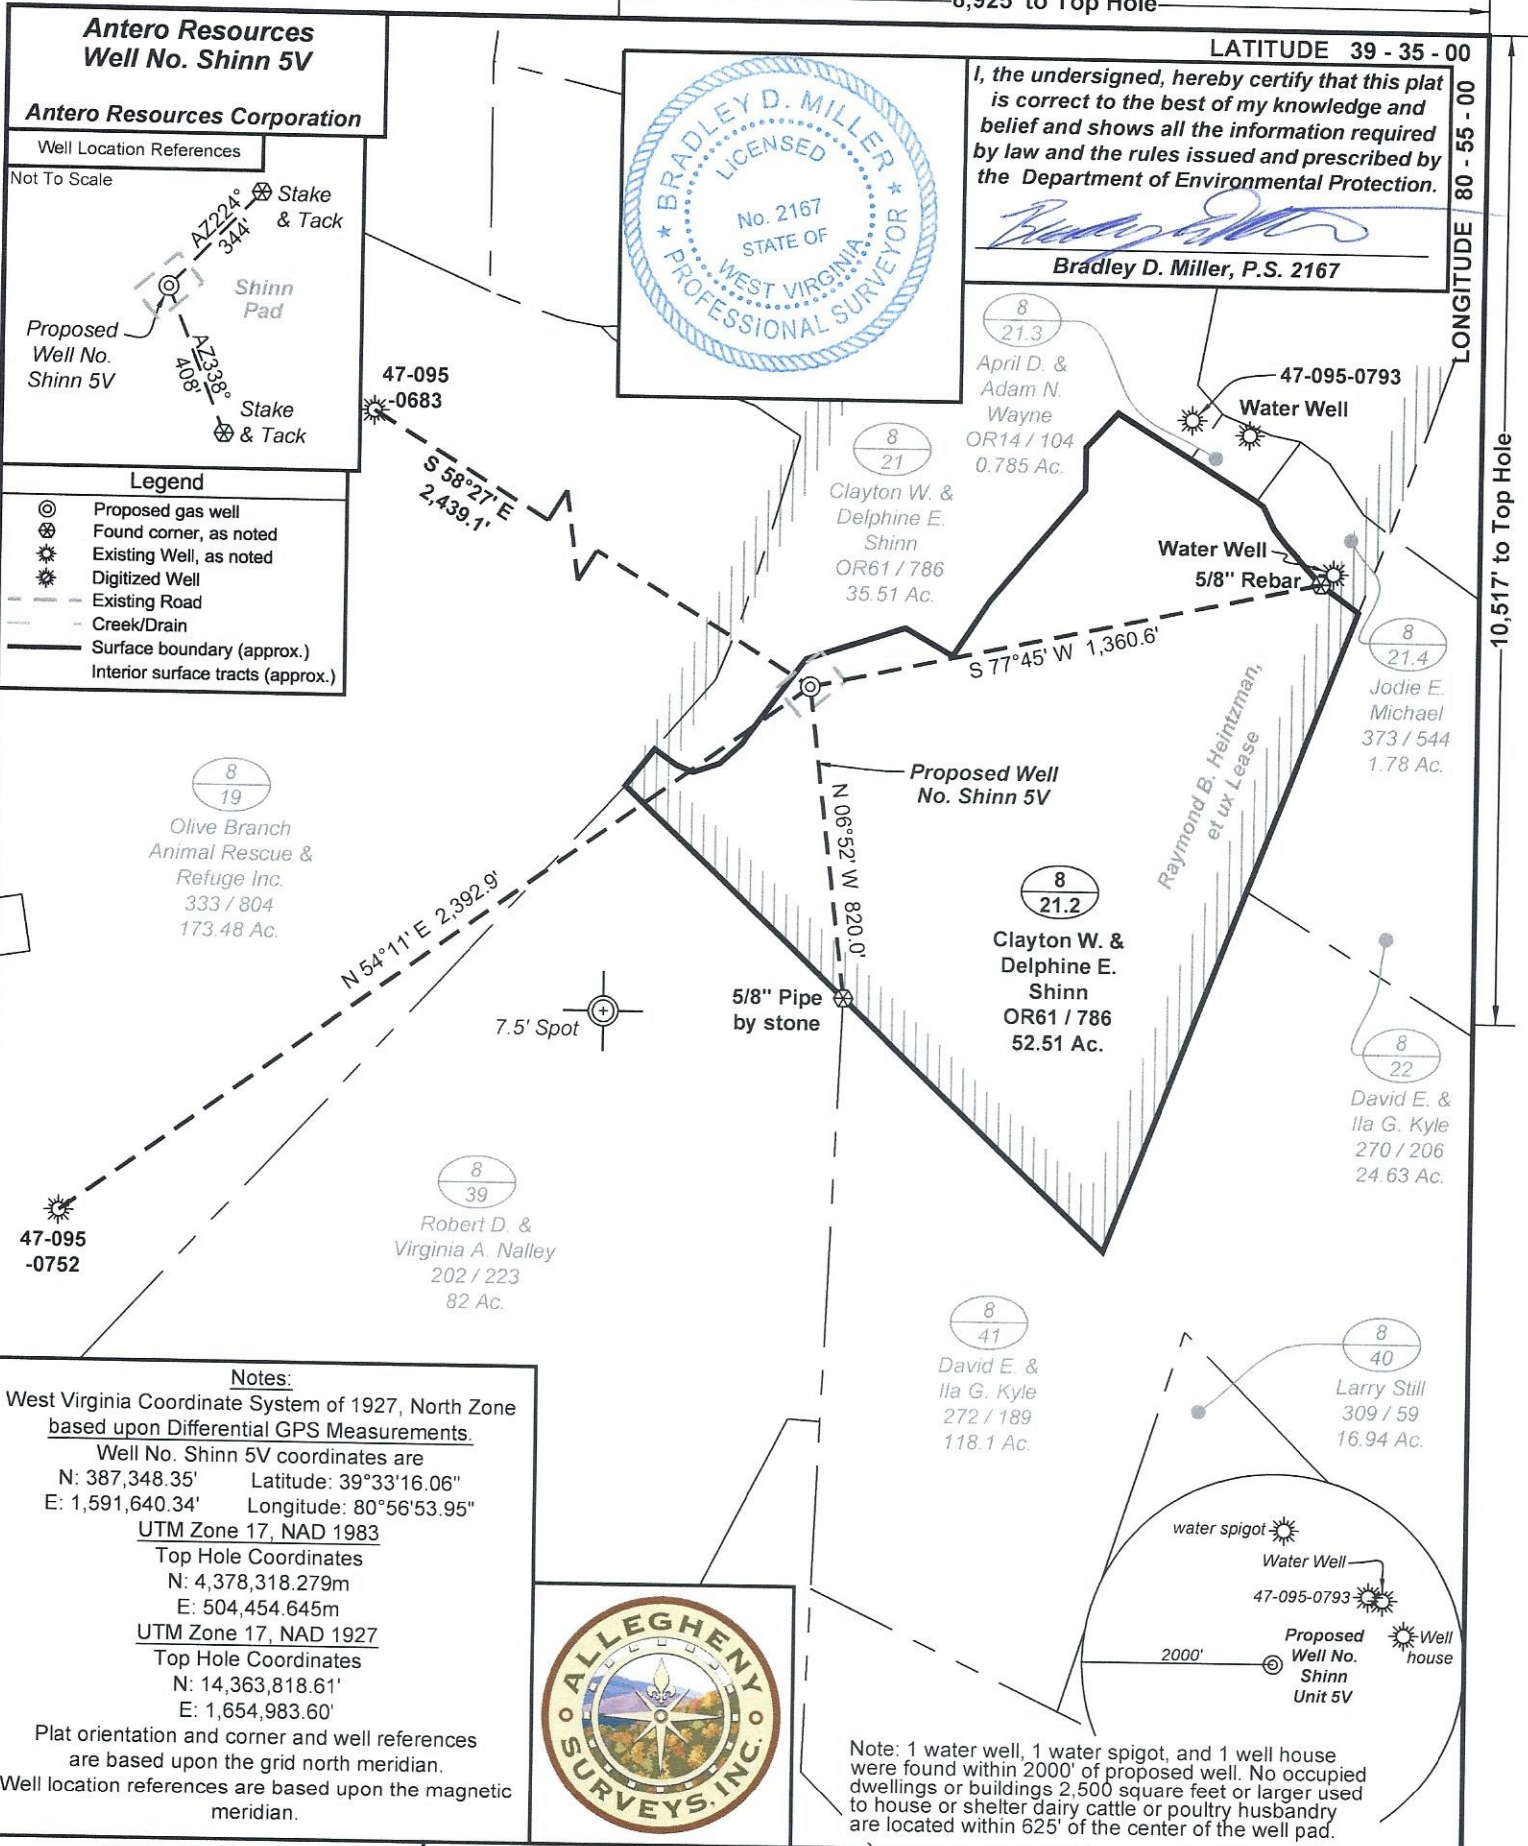 8,925' to Top Hole
Antero Resources
Well No. Shinn 5V
Antero Resources Corporation
Well Location References
Not To Scale
AZ224°
344'
Stake
& Tack
Shinn
Pad
Proposed
Well No.
Shinn 5V
AZ338°
408'
Stake
& Tack
Legend
Proposed gas well
Found corner, as noted
Existing Well, as noted
Digitized Well
Existing Road
Creek/Drain
Surface boundary (approx.)
Interior surface tracts (approx.)
BRADLEY D. MILLER
LICENSED
No. 2167
STATE OF
WEST VIRGINIA
PROFESSIONAL SURVEYOR
LATITUDE 39 - 35 - 00
I, the undersigned, hereby certify that this plat
is correct to the best of my knowledge and
belief and shows all the information required
by law and the rules issued and prescribed by
the Department of Environmental Protection.
Bradley D. Miller, P.S. 2167
LONGITUDE 80 - 55 - 00
10,517' to Top Hole
47-095
-0683
S 58°27' E
2,439.1'
8
21
Clayton W. &
Delphine E.
Shinn
OR61 / 786
35.51 Ac.
8
21.3
April D. &
Adam N.
Wayne
OR14 / 104
0.785 Ac.
47-095-0793
Water Well
Water Well
5/8" Rebar
S 77°45' W 1,360.6'
8
21.4
Jodie E.
Michael
373 / 544
1.78 Ac.
Raymond B. Heintzman,
et ux Lease
Proposed Well
No. Shinn 5V
N 06°52' W 820.0'
8
19
Olive Branch
Animal Rescue &
Refuge Inc.
333 / 804
173.48 Ac.
N 54°11' E 2,392.9'
8
21.2
Clayton W. &
Delphine E.
Shinn
OR61 / 786
52.51 Ac.
5/8" Pipe
by stone
7.5' Spot
8
22
David E. &
Ila G. Kyle
270 / 206
24.63 Ac.
47-095
-0752
8
39
Robert D. &
Virginia A. Nalley
202 / 223
82 Ac.
8
41
David E. &
Ila G. Kyle
272 / 189
118.1 Ac.
8
40
Larry Still
309 / 59
16.94 Ac.
Notes:
West Virginia Coordinate System of 1927, North Zone
based upon Differential GPS Measurements.
Well No. Shinn 5V coordinates are
N: 387,348.35' Latitude: 39°33'16.06"
E: 1,591,640.34' Longitude: 80°56'53.95"
UTM Zone 17, NAD 1983
Top Hole Coordinates
N: 4,378,318.279m
E: 504,454.645m
UTM Zone 17, NAD 1927
Top Hole Coordinates
N: 14,363,818.61'
E: 1,654,983.60'
Plat orientation and corner and well references
are based upon the grid north meridian.
Well location references are based upon the magnetic
meridian.
ALLEGHENY
SURVEYS, INC.
water spigot
Water Well
47-095-0793
Well
house
Proposed
Well No.
Shinn
Unit 5V
2000'
Note: 1 water well, 1 water spigot, and 1 well house
were found within 2000' of proposed well. No occupied
dwellings or buildings 2,500 square feet or larger used
to house or shelter dairy cattle or poultry husbandry
are located within 625' of the center of the well pad.